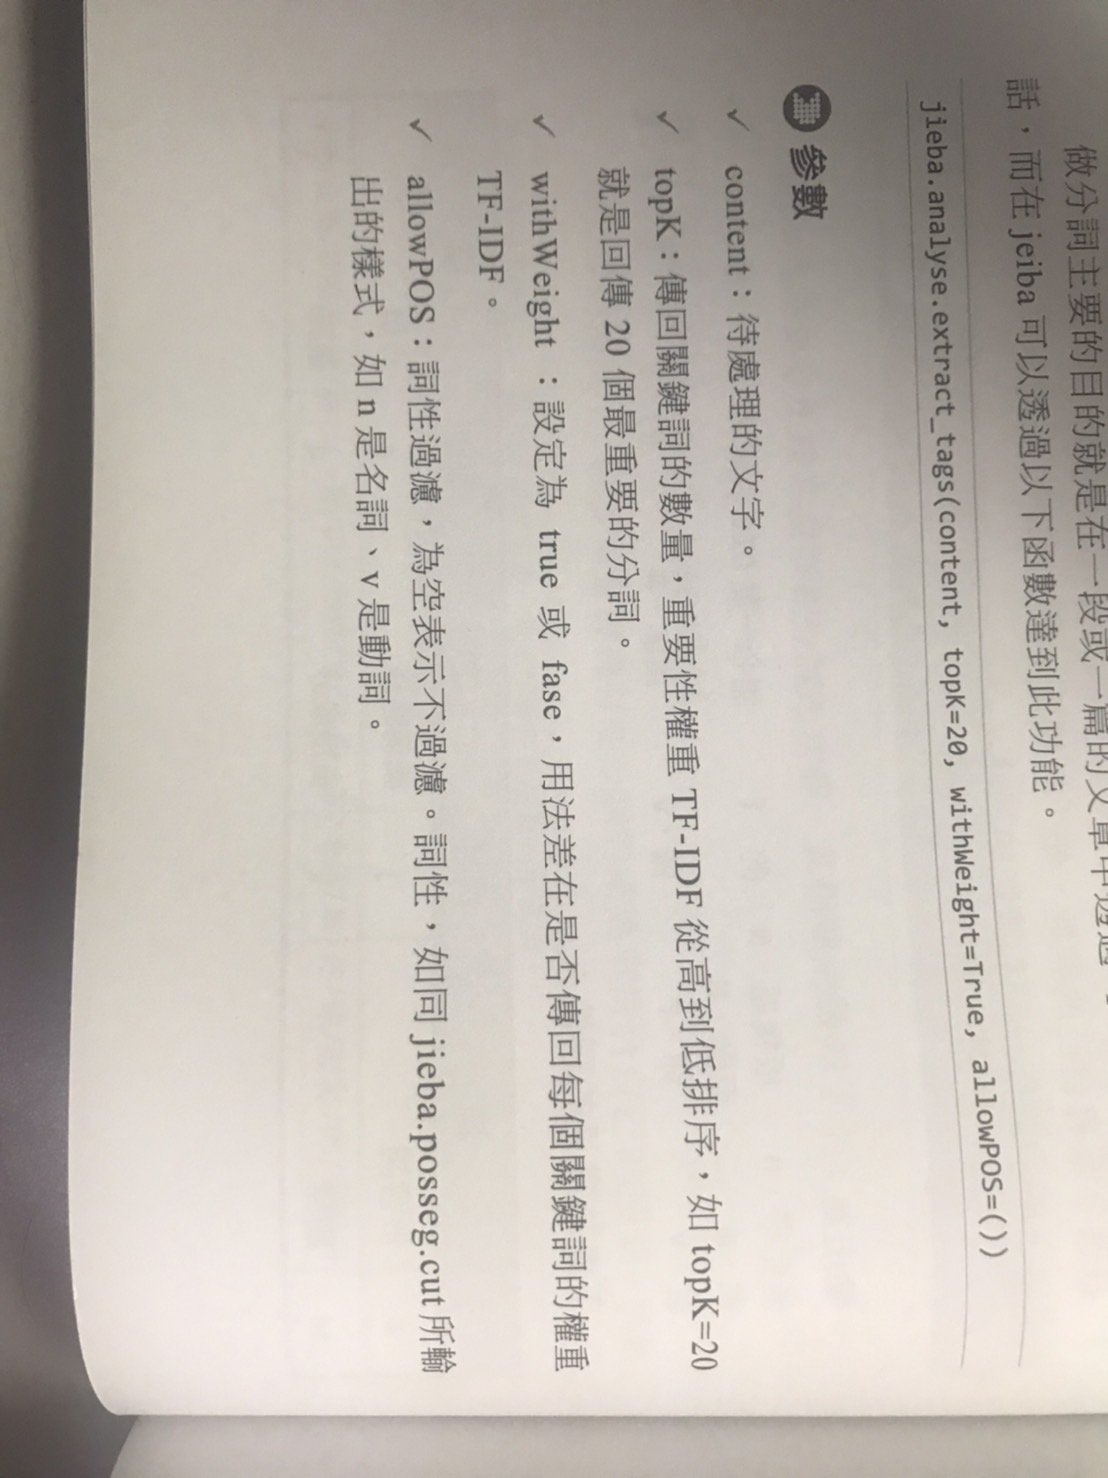 做分詞主要的目的就是在一段或一篇的文章中透過
話，而在 jeiba 可以透過以下函數達到此功能。
jieba.analyse.extract_tags(content, topK=20, withWeight=True, allowPOS=())
參數
✓ content：待處理的文字。
✓ topK：傳回關鍵詞的數量，重要性權重 TF-IDF 從高到低排序，如 topK=20
就是回傳 20 個最重要的分詞。
✓ withWeight ：設定為 true 或 fase，用法差在是否傳回每個關鍵詞的權重
TF-IDF。
✓ allowPOS：詞性過濾，為空表示不過濾。詞性，如同 jieba.posseg.cut 所輸
出的樣式，如 n 是名詞、v 是動詞。